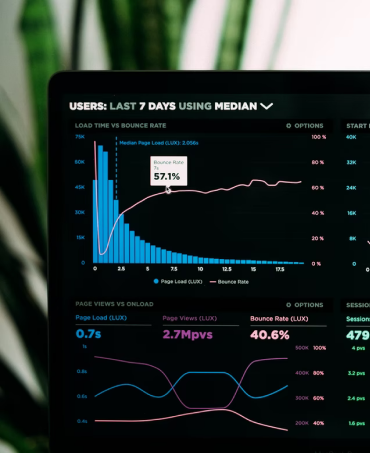 USERS: LAST 7 DAYS USING MEDIAN
LOAD TIME VS BOUNCE RATE
OPTIONS
START
75K
Median Page Load (LUX): 2.056s
100 %
40K
Bounce Rate
7s
57.1%
60K
80 %
32K
45K
60 %
24K
30K
40 %
16K
15K
20 %
8K
0
0 %
0
0 2.5 5 7.5 10 12.5 15 17.5
Page Load (LUX) Bounce Rate
PAGE VIEWS VS ONLOAD
OPTIONS
SESSIO
Page Load (LUX) Page Views (LUX) Bounce Rate (LUX)
Session
0.7s 2.7Mpvs 40.6%
479
1s
500K 100%
4 pvs
0.8s
400K 80%
3.2 pvs
0.6s
300K 60%
2.4 pvs
0.4s
200K 40%
1.6 pvs